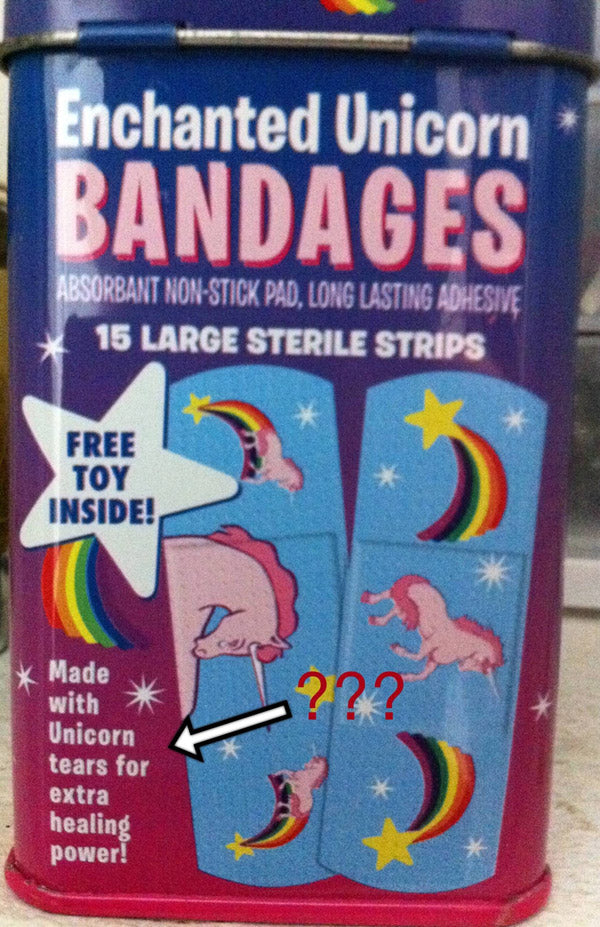 Enchanted Unicorn
BANDAGES
ABSORBANT NON-STICK PAD, LONG LASTING ADHESIVE
15 LARGE STERILE STRIPS
FREE
TOY
INSIDE!
Made
with
Unicorn
tears for
extra
healing
power!
???